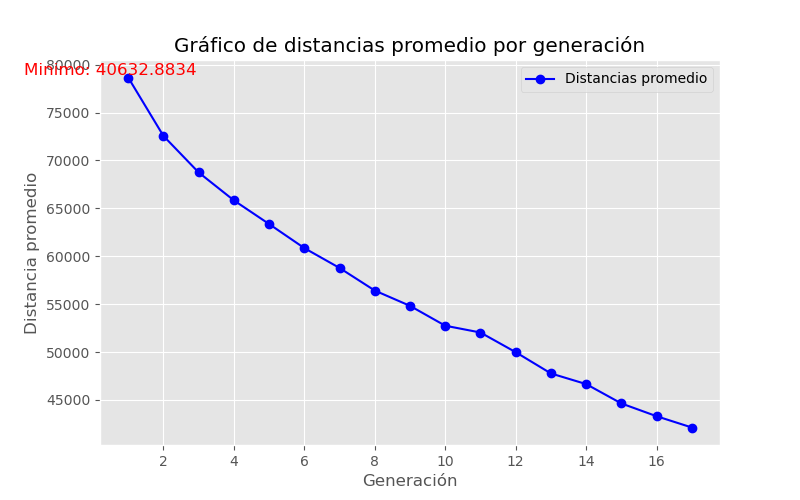 Gráfico de distancias promedio por generación
Minimo: 40632.8834
Distancias promedio
80000
75000
70000
65000
60000
55000
50000
45000
Distancia promedio
2 4 6 8 10 12 14 16
Generación